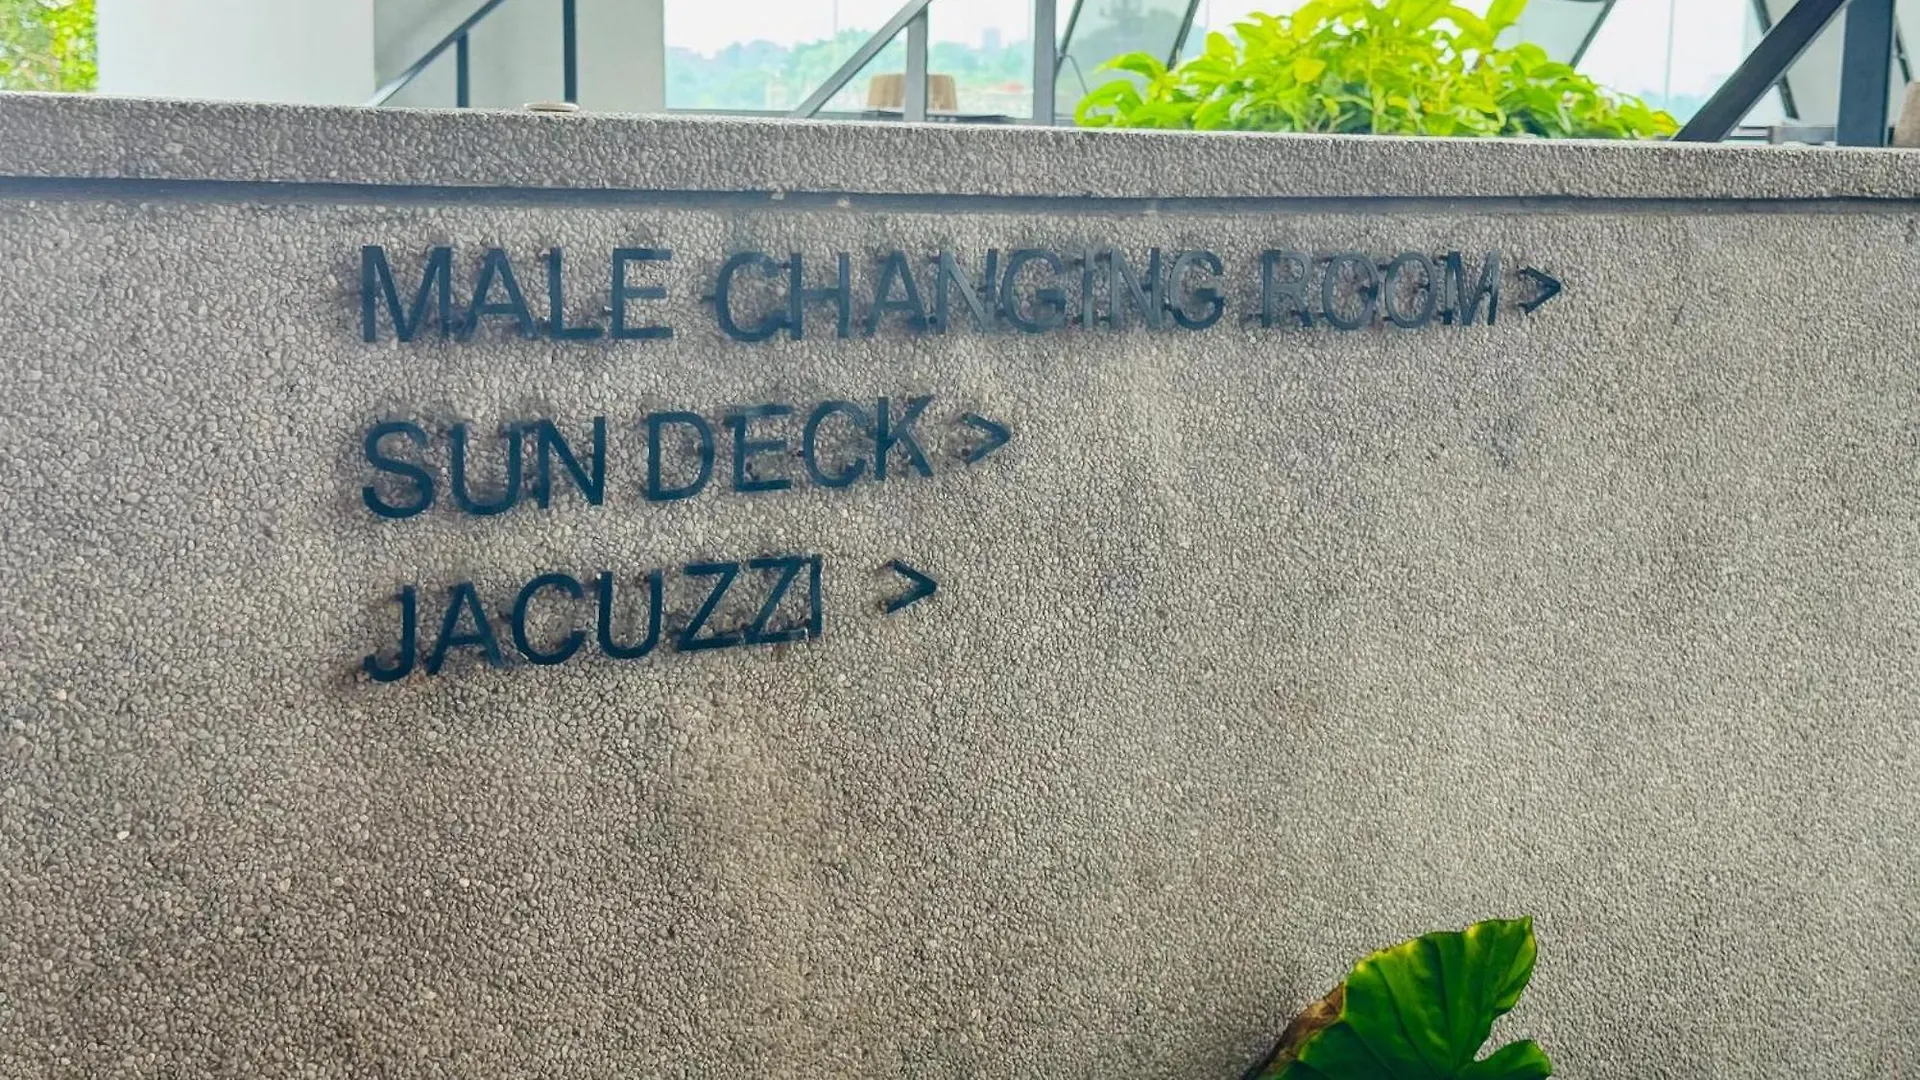 MALE CHANGING ROOM >
SUN DECK >
JACUZZI >